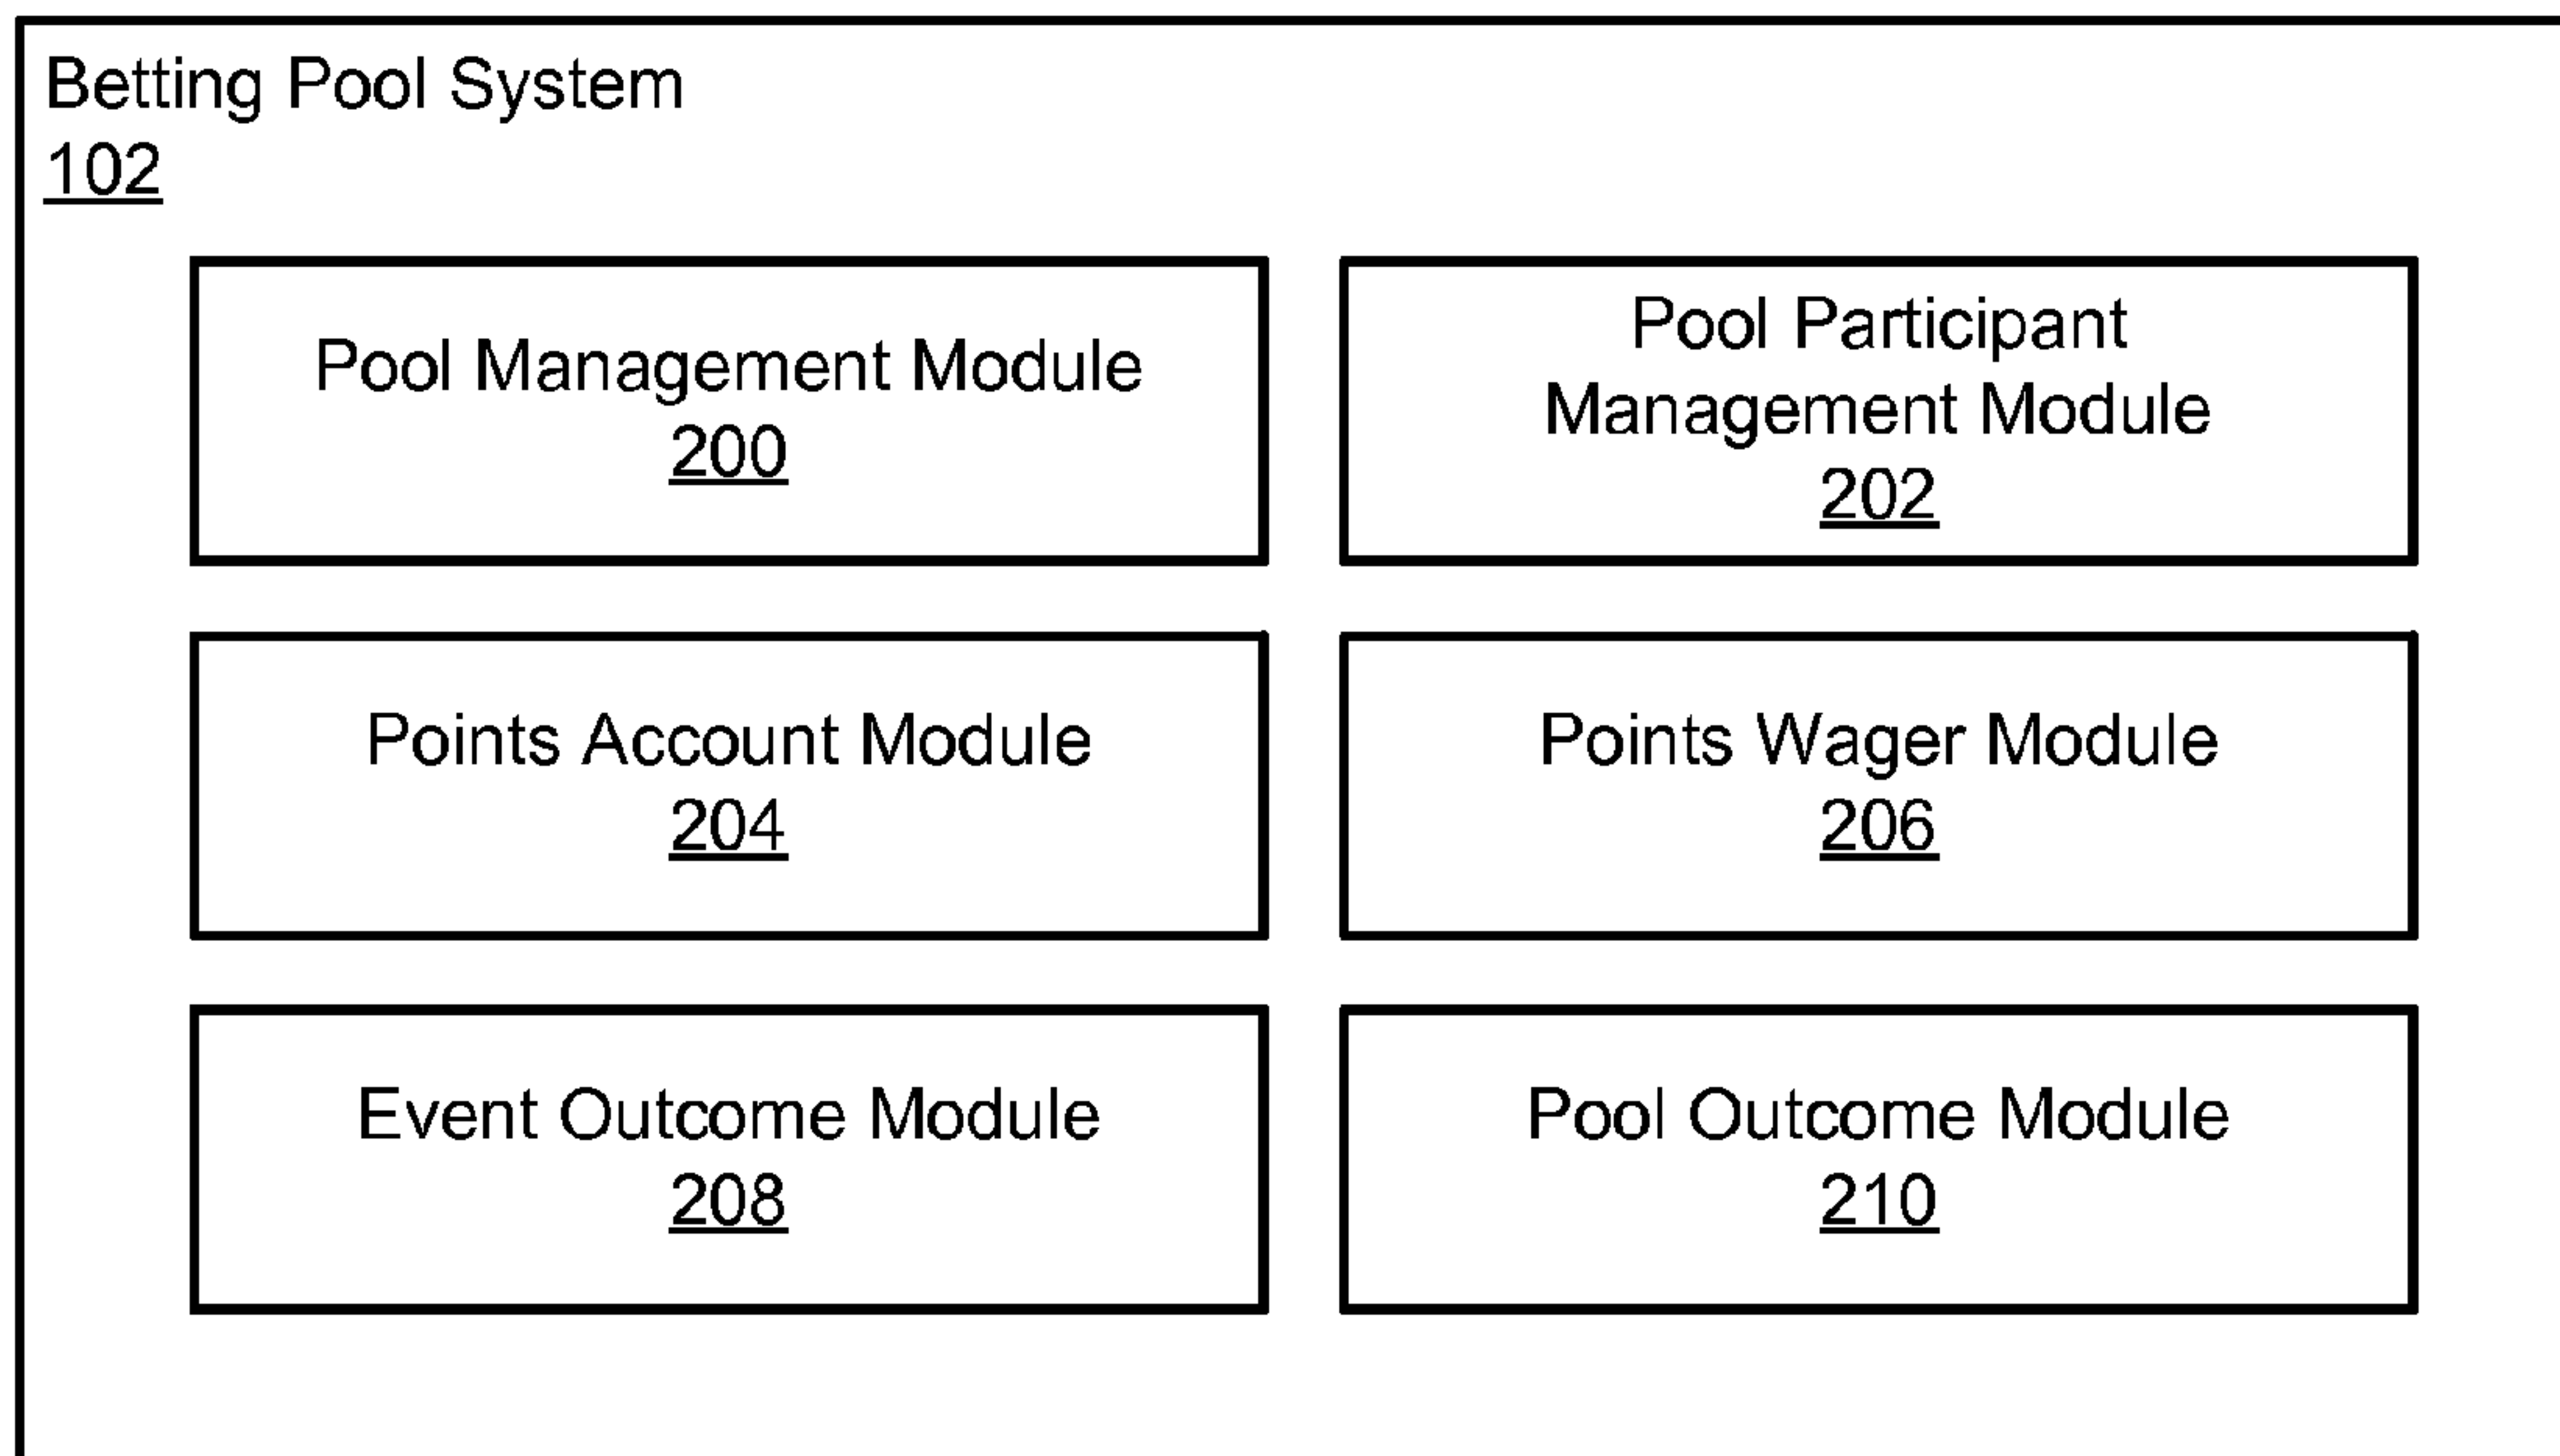 Betting Pool System
102
Pool Management Module
200
Pool Participant
Management Module
202
Points Account Module
204
Points Wager Module
206
Event Outcome Module
208
Pool Outcome Module
210